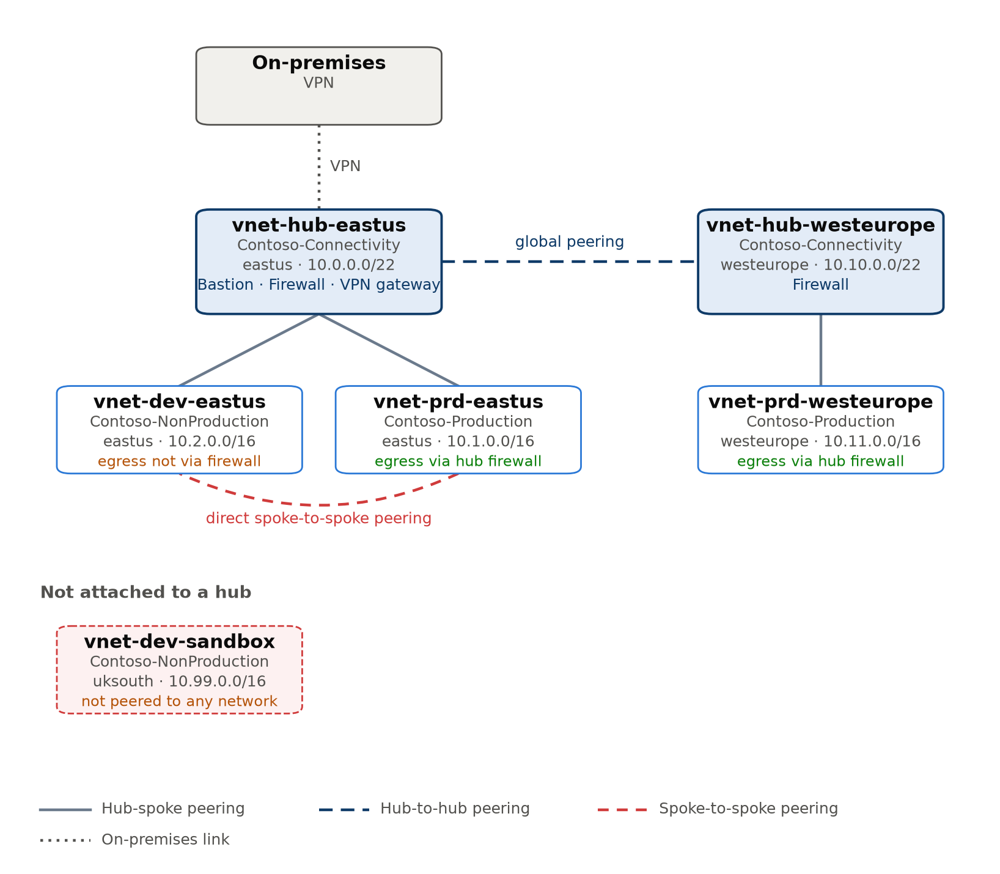 On-premises
VPN
VPN
vnet-hub-eastus
Contoso-Connectivity
eastus · 10.0.0.0/22
Bastion · Firewall · VPN gateway
global peering
vnet-hub-westeurope
Contoso-Connectivity
westeurope · 10.10.0.0/22
Firewall
vnet-dev-eastus
Contoso-NonProduction
eastus · 10.2.0.0/16
egress not via firewall
vnet-prd-eastus
Contoso-Production
eastus · 10.1.0.0/16
egress via hub firewall
vnet-prd-westeurope
Contoso-Production
westeurope · 10.11.0.0/16
egress via hub firewall
direct spoke-to-spoke peering
Not attached to a hub
vnet-dev-sandbox
Contoso-NonProduction
uksouth · 10.99.0.0/16
not peered to any network
Hub-spoke peering
Hub-to-hub peering
Spoke-to-spoke peering
On-premises link